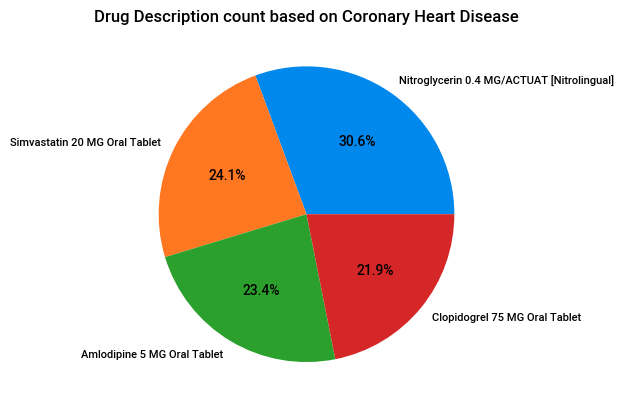 Drug Description count based on Coronary Heart Disease
Nitroglycerin 0.4 MG/ACTUAT [Nitrolingual]
30.6%
Simvastatin 20 MG Oral Tablet
24.1%
23.4%
21.9%
Clopidogrel 75 MG Oral Tablet
Amlodipine 5 MG Oral Tablet